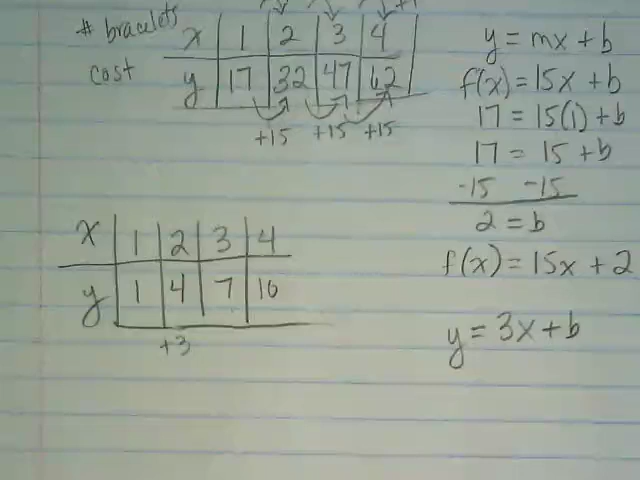 +1
# bracelets x 1 2 3 4
cost y 17 32 47 62
+15 +15 +15
y = mx + b
f(x) = 15x + b
17 = 15(1) + b
17 = 15 + b
-15 -15
2 = b
f(x) = 15x + 2
x 1 2 3 4
y 1 4 7 10
+3
y = 3x + b